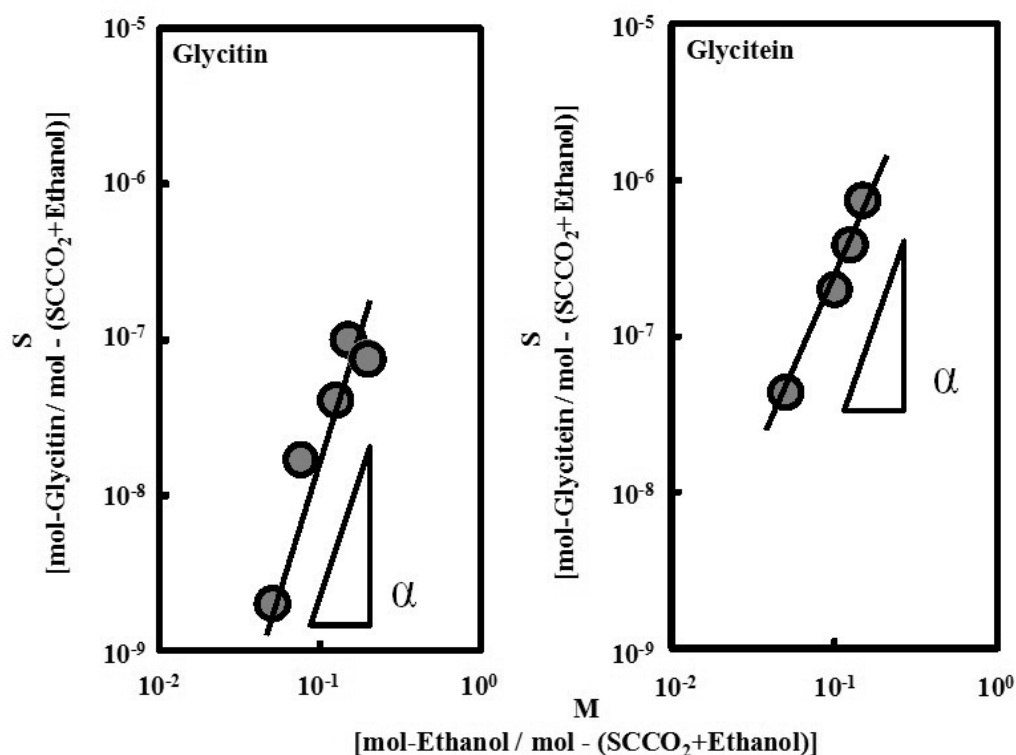 Glycitin
S
[mol-Glycitin / mol - (SCCO₂+Ethanol)]
10⁻⁵
10⁻⁶
10⁻⁷
10⁻⁸
10⁻⁹
α
10⁻² 10⁻¹ 10⁰
Glycitein
S
[mol-Glycitein / mol - (SCCO₂+Ethanol)]
10⁻⁵
10⁻⁶
10⁻⁷
10⁻⁸
10⁻⁹
α
10⁻² 10⁻¹ 10⁰
M
[mol-Ethanol / mol - (SCCO₂+Ethanol)]